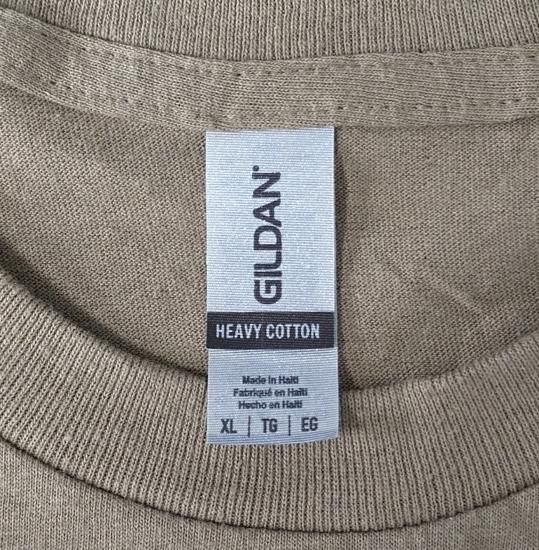 GILDAN®
HEAVY COTTON
Made in Haiti
Fabriqué en Haïti
Hecho en Haití
XL | TG | EG